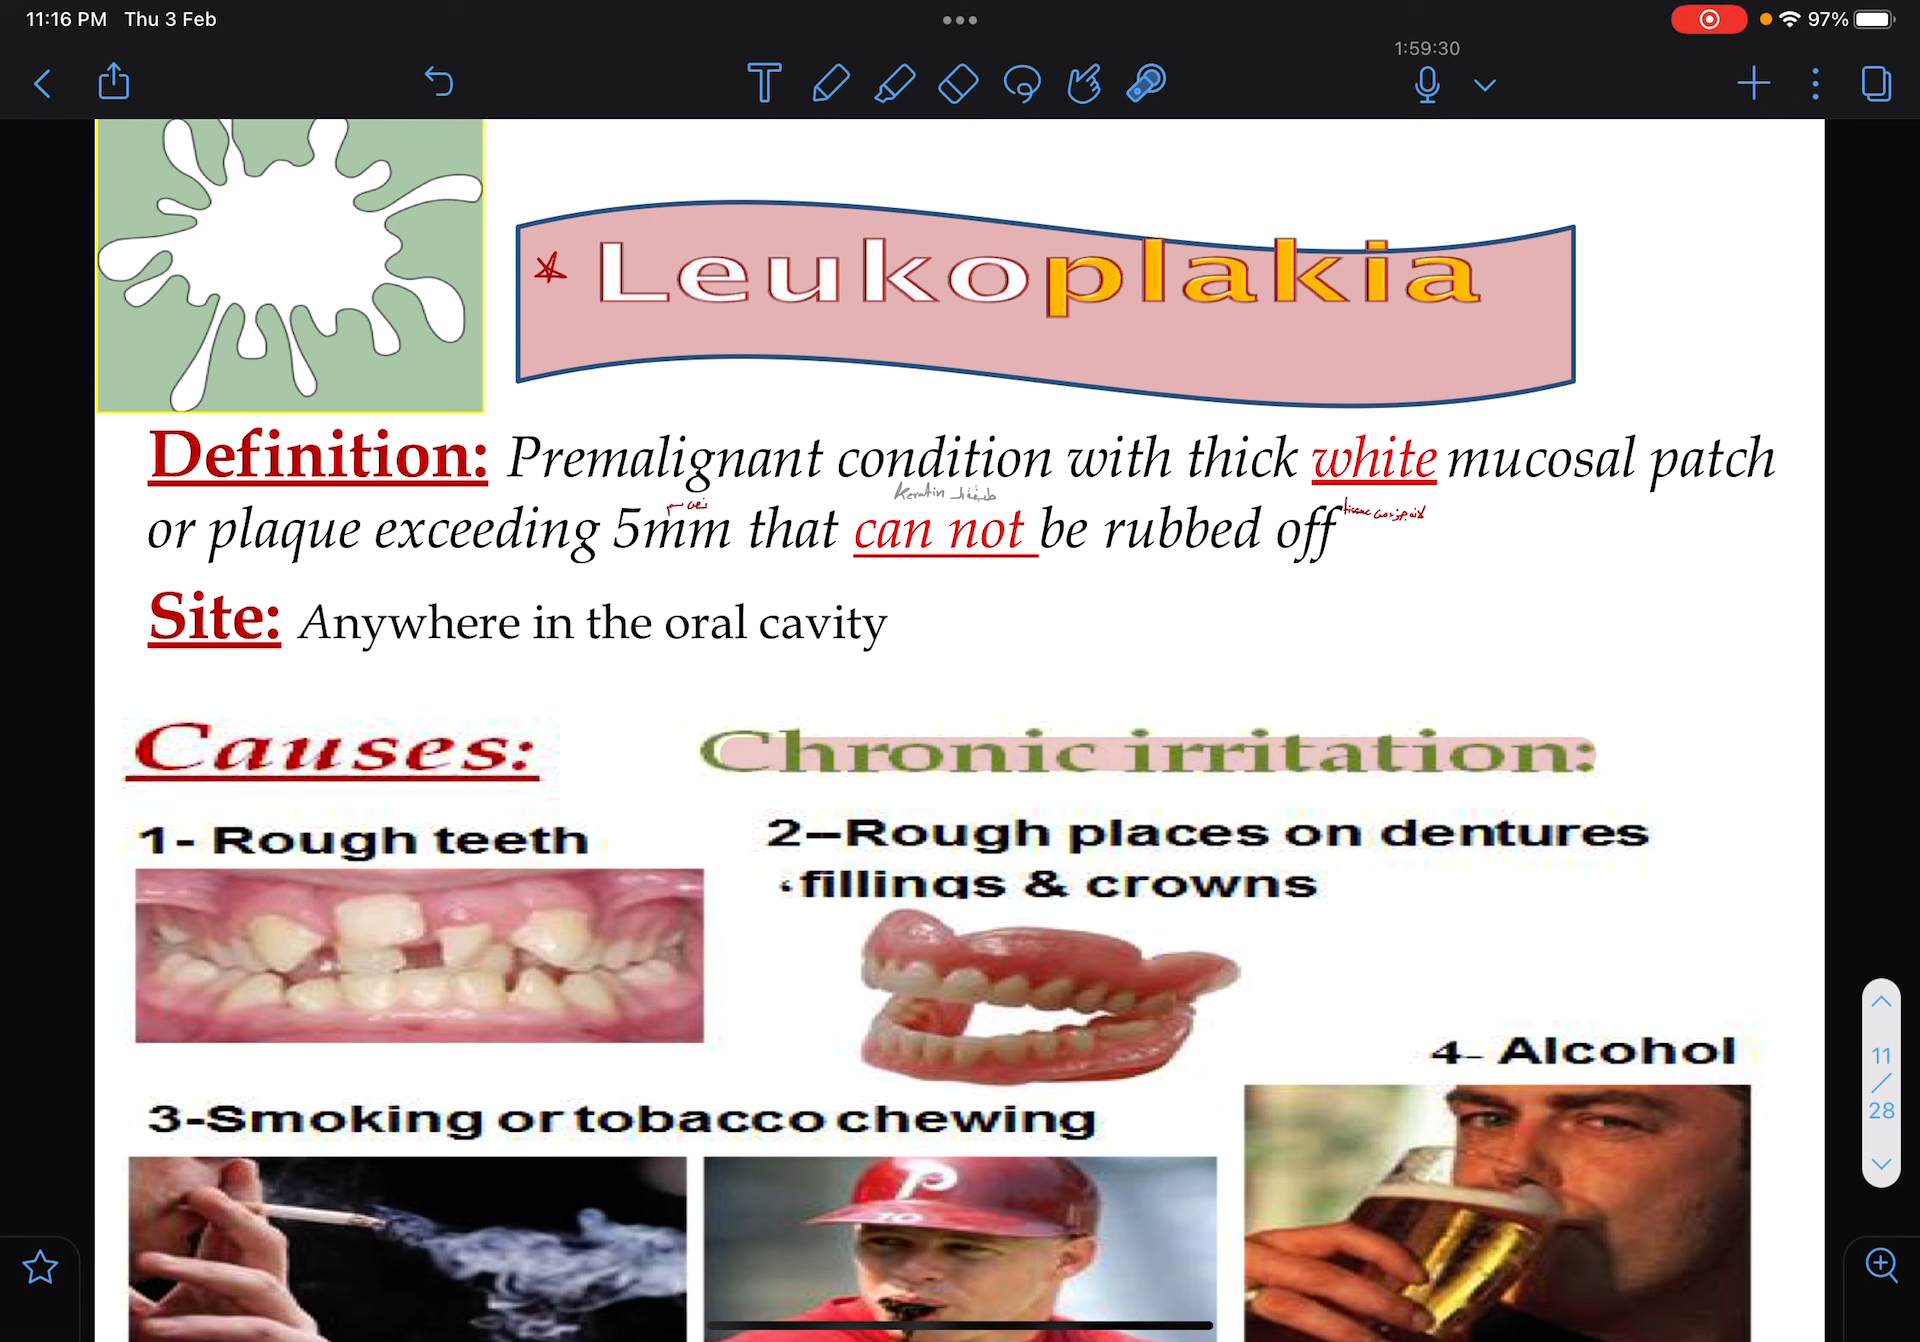 11:16 PM Thu 3 Feb
97%
1:59:30
Leukoplakia
Definition: Premalignant condition with thick white mucosal patch
Keratin طبقة
نص سم
or plaque exceeding 5mm that can not be rubbed off
Site: Anywhere in the oral cavity
Causes: Chronic irritation:
1- Rough teeth
2–Rough places on dentures
، fillings & crowns
4- Alcohol
3-Smoking or tobacco chewing
P
11
/
28